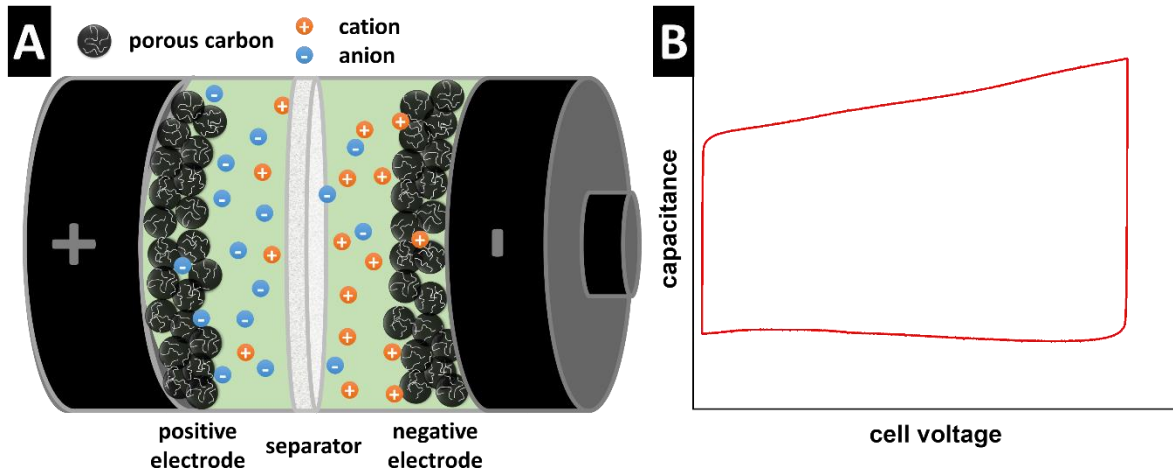 A
porous carbon
+ cation
- anion
+
-
positive
electrode
separator
negative
electrode
B
capacitance
cell voltage